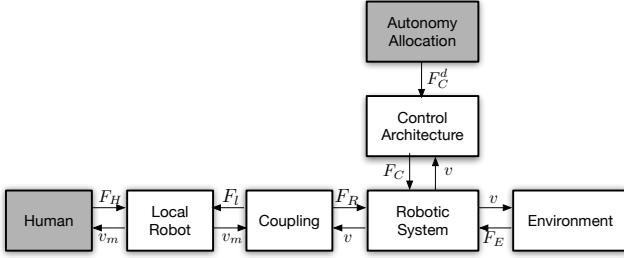 Autonomy
Allocation
F_C^d
Control
Architecture
F_C
v
F_H
F_l
F_R
v
Human
Local
Robot
Coupling
Robotic
System
Environment
v_m
v_m
v
F_E